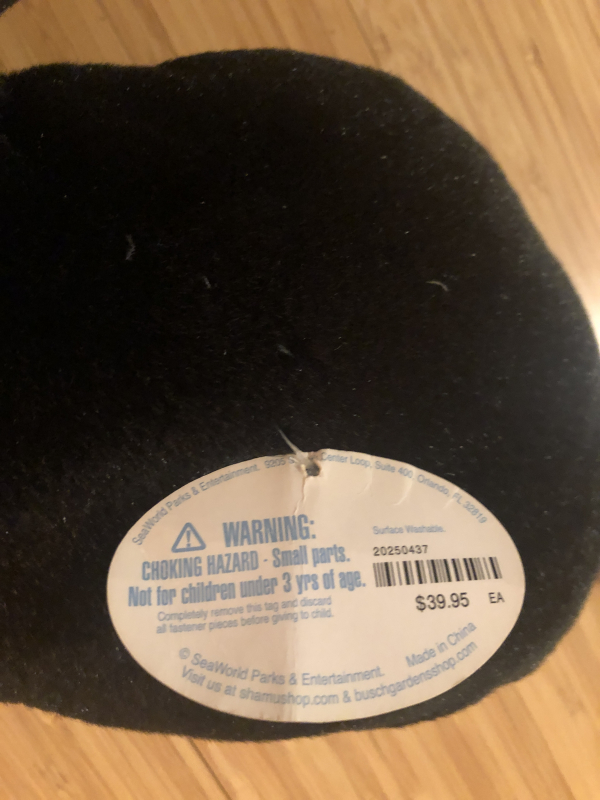 SeaWorld Parks & Entertainment. 9205 S Center Loop, Suite 400, Orlando, FL 32819
WARNING:
CHOKING HAZARD - Small parts.
Not for children under 3 yrs of age.
Completely remove this tag and discard
all fastener pieces before giving to child.
Surface Washable.
20250437
$39.95 EA
© SeaWorld Parks & Entertainment. Made in China
Visit us at shamushop.com & buschgardensshop.com